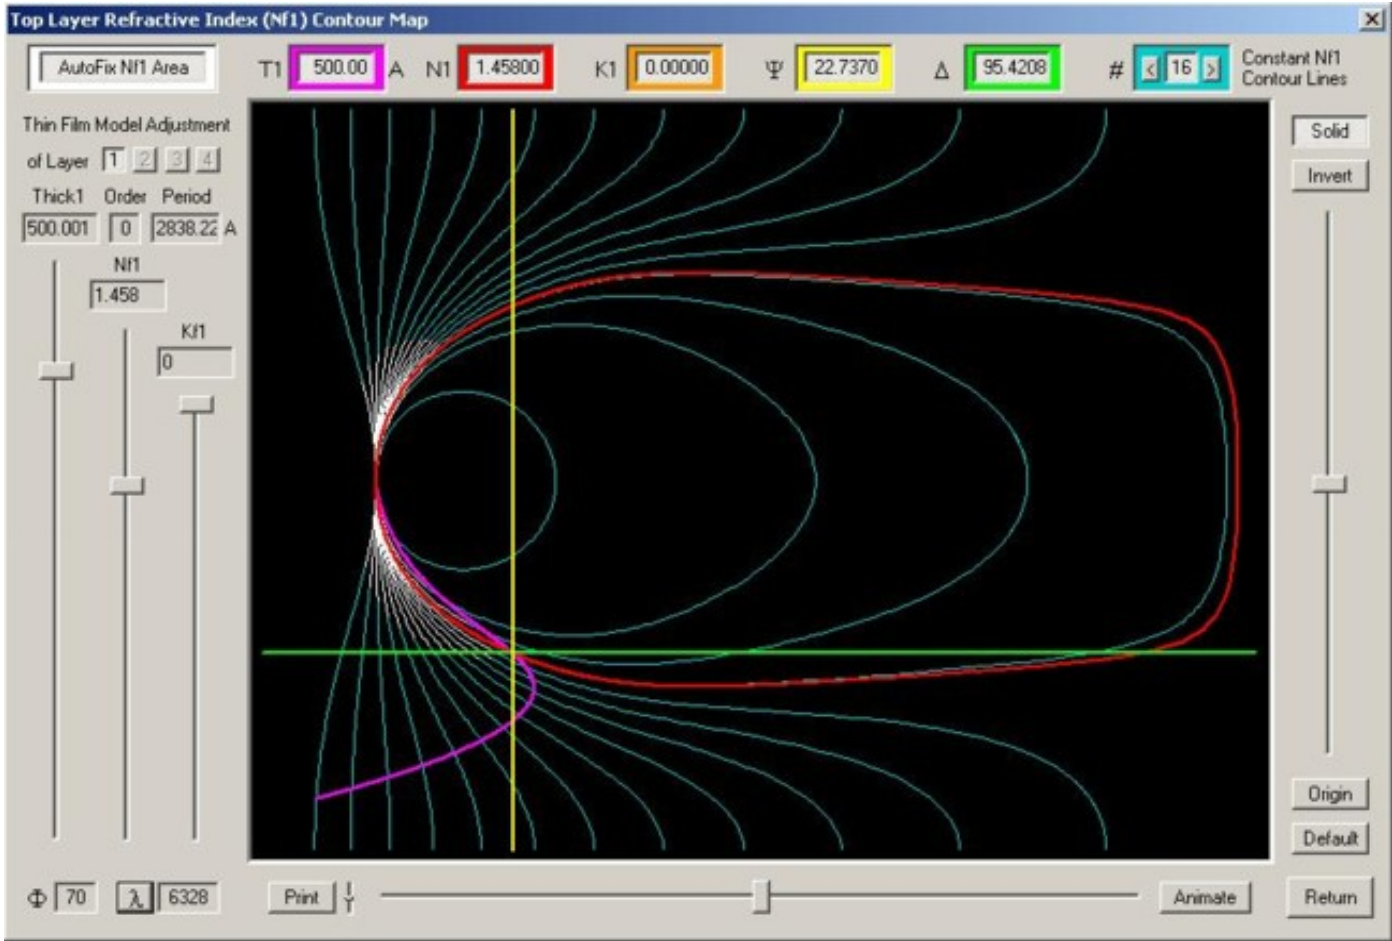 Top Layer Refractive Index (Nf1) Contour Map
AutoFix Nf1 Area T1 500.00 A N1 1.45800 K1 0.00000 Ψ 22.7370 Δ 95.4208 # < 16 > Constant Nf1
Contour Lines
Thin Film Model Adjustment
of Layer 1 2 3 4
Thick1 Order Period
500.001 0 2838.22 A
Nf1
1.458
Kf1
0
Solid
Invert
Origin
Default
Φ 70 λ 6328 Print Animate Return